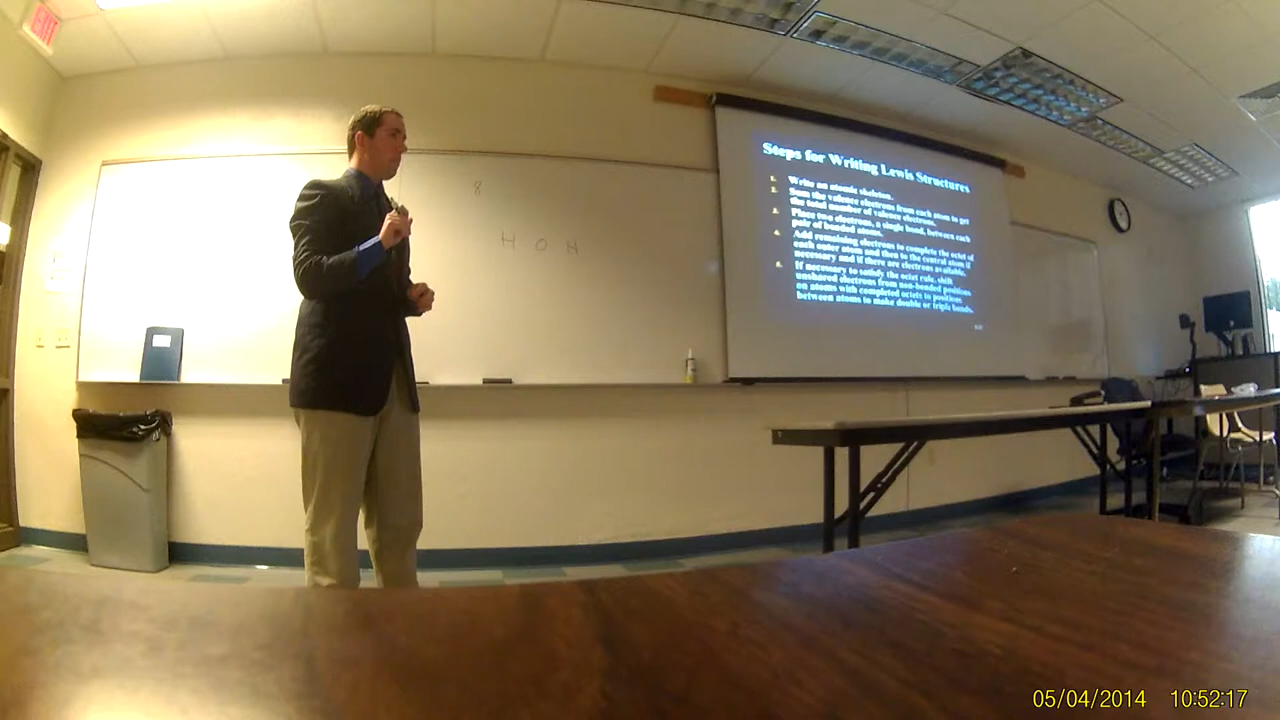 EXIT
8
H O H
Steps for Writing Lewis Structures
1. Write an atomic skeleton.
2. Sum the valence electrons from each atom to get
the total number of valence electrons.
3. Place two electrons, a single bond, between each
pair of bonded atoms.
4. Add remaining electrons to complete the octet of
each outer atom and then to the central atom if
necessary and if there are electrons available.
If necessary to satisfy the octet rule, shift
unshared electrons from non-bonded positions
on atoms with completed octets to positions
between atoms to make double or triple bonds.
05/04/2014 10:52:17